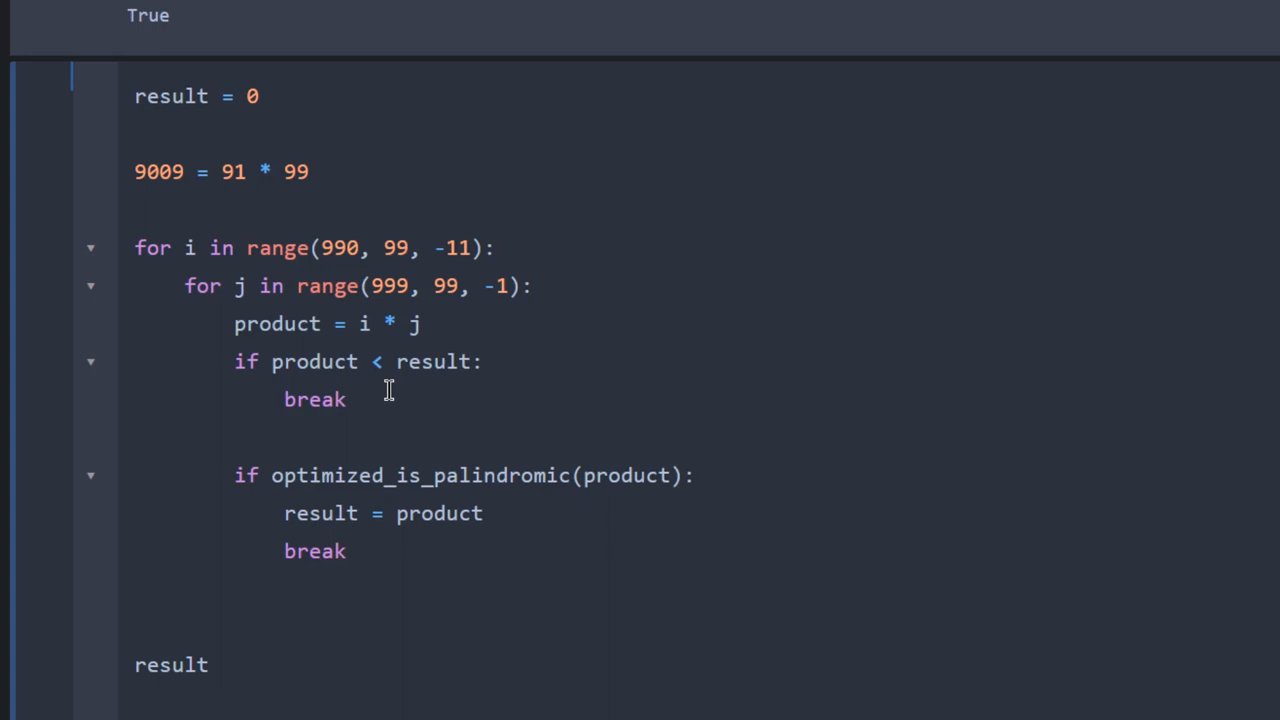 True
result = 0
9009 = 91 * 99
for i in range(990, 99, -11):
    for j in range(999, 99, -1):
        product = i * j
        if product < result:
            break
        if optimized_is_palindromic(product):
            result = product
            break
result